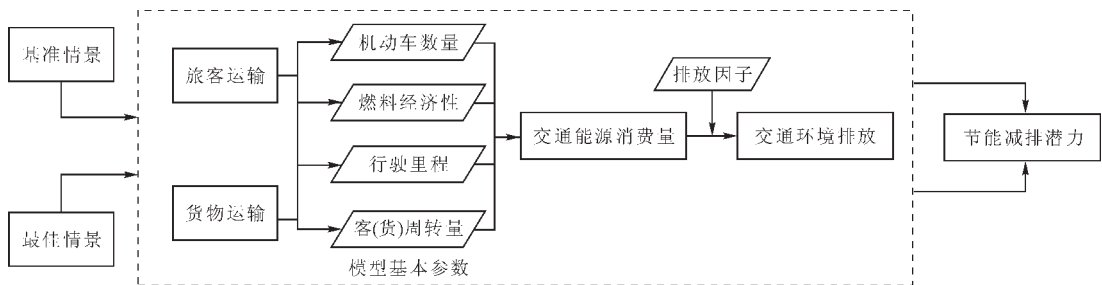 基准情景
最佳情景
旅客运输
货物运输
机动车数量
燃料经济性
行驶里程
客(货)周转量
模型基本参数
交通能源消费量
排放因子
交通环境排放
节能减排潜力